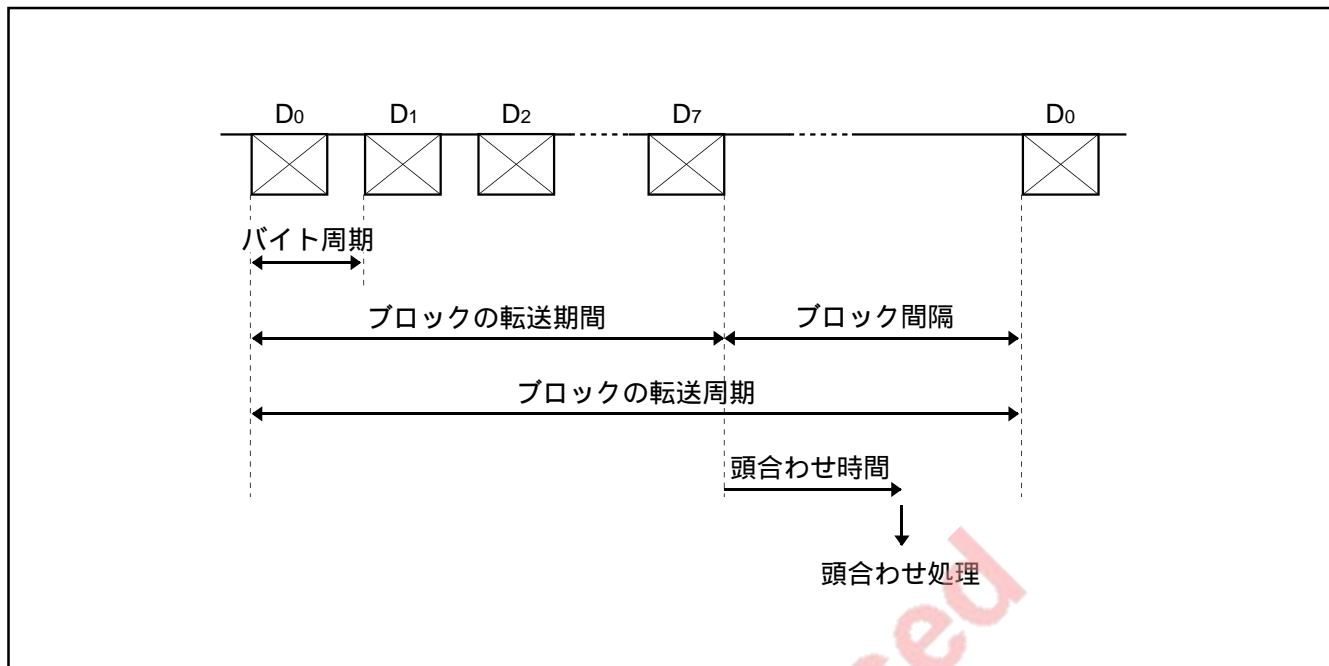 D0 D1 D2 D7 D0
バイト周期
ブロックの転送期間 ブロック間隔
ブロックの転送周期
頭合わせ時間
頭合わせ処理
sed